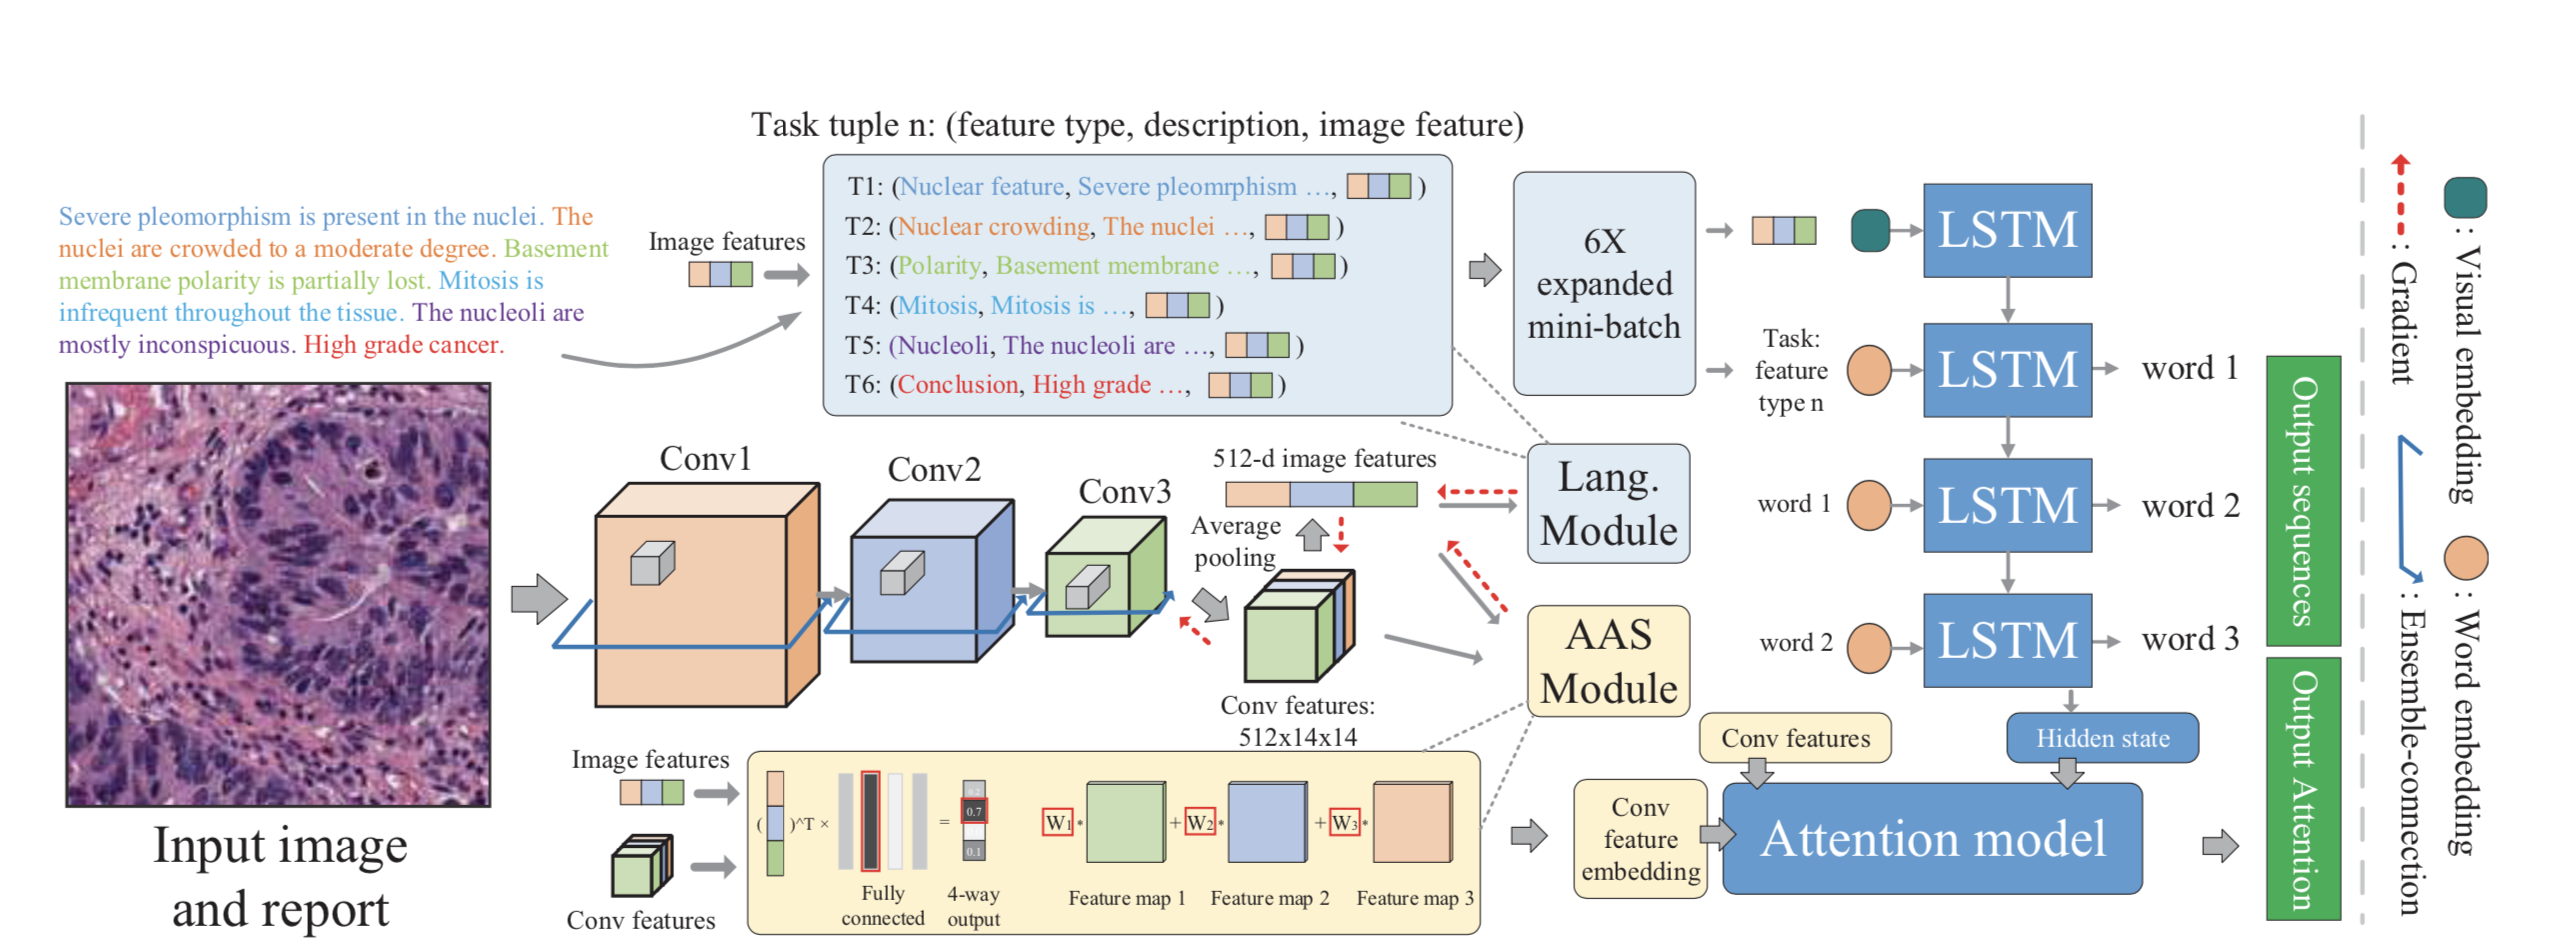 Task tuple n: (feature type, description, image feature)
Severe pleomorphism is present in the nuclei. The
nuclei are crowded to a moderate degree. Basement
membrane polarity is partially lost. Mitosis is
infrequent throughout the tissue. The nucleoli are
mostly inconspicuous. High grade cancer.
Input image
and report
Image features
T1: (Nuclear feature, Severe pleomrphism …, )
T2: (Nuclear crowding, The nuclei …, )
T3: (Polarity, Basement membrane …, )
T4: (Mitosis, Mitosis is …, )
T5: (Nucleoli, The nucleoli are …, )
T6: (Conclusion, High grade …, )
6X
expanded
mini-batch
Conv1
Conv2
Conv3
512-d image features
Average
pooling
Conv features:
512x14x14
Lang.
Module
AAS
Module
Image features
Conv features
( )^T ×
Fully
connected
=
0.7
0.1
4-way
output
W1* + W2* + W3*
Feature map 1
Feature map 2
Feature map 3
Conv
feature
embedding
Conv features
Hidden state
Attention model
Task:
feature
type n
word 1
word 2
LSTM
LSTM
LSTM
LSTM
word 1
word 2
word 3
Output sequences
Output Attention
: Gradient
: Ensemble-connection
: Visual embedding
: Word embedding